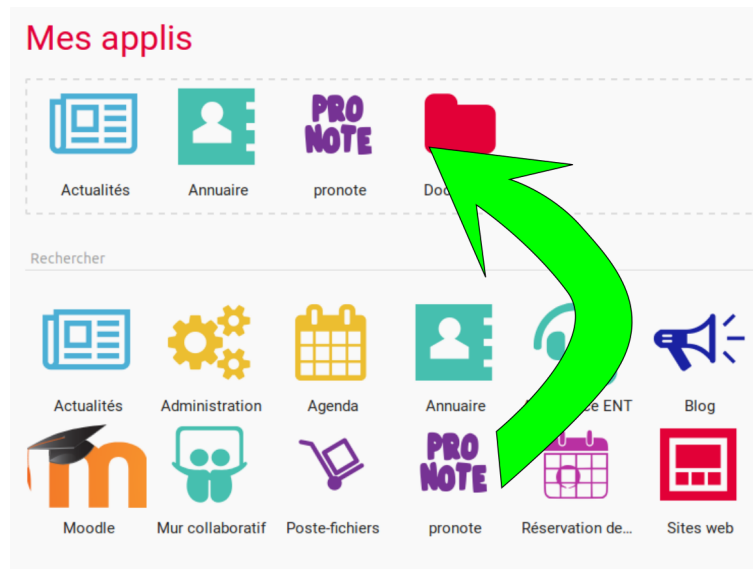 Mes applis
PRO
NOTE
Actualités
Annuaire
pronote
Rechercher
PRO
NOTE
Actualités
Administration
Agenda
Annuaire
ENT
Blog
Moodle
Mur collaboratif
Poste-fichiers
pronote
Réservation de...
Sites web